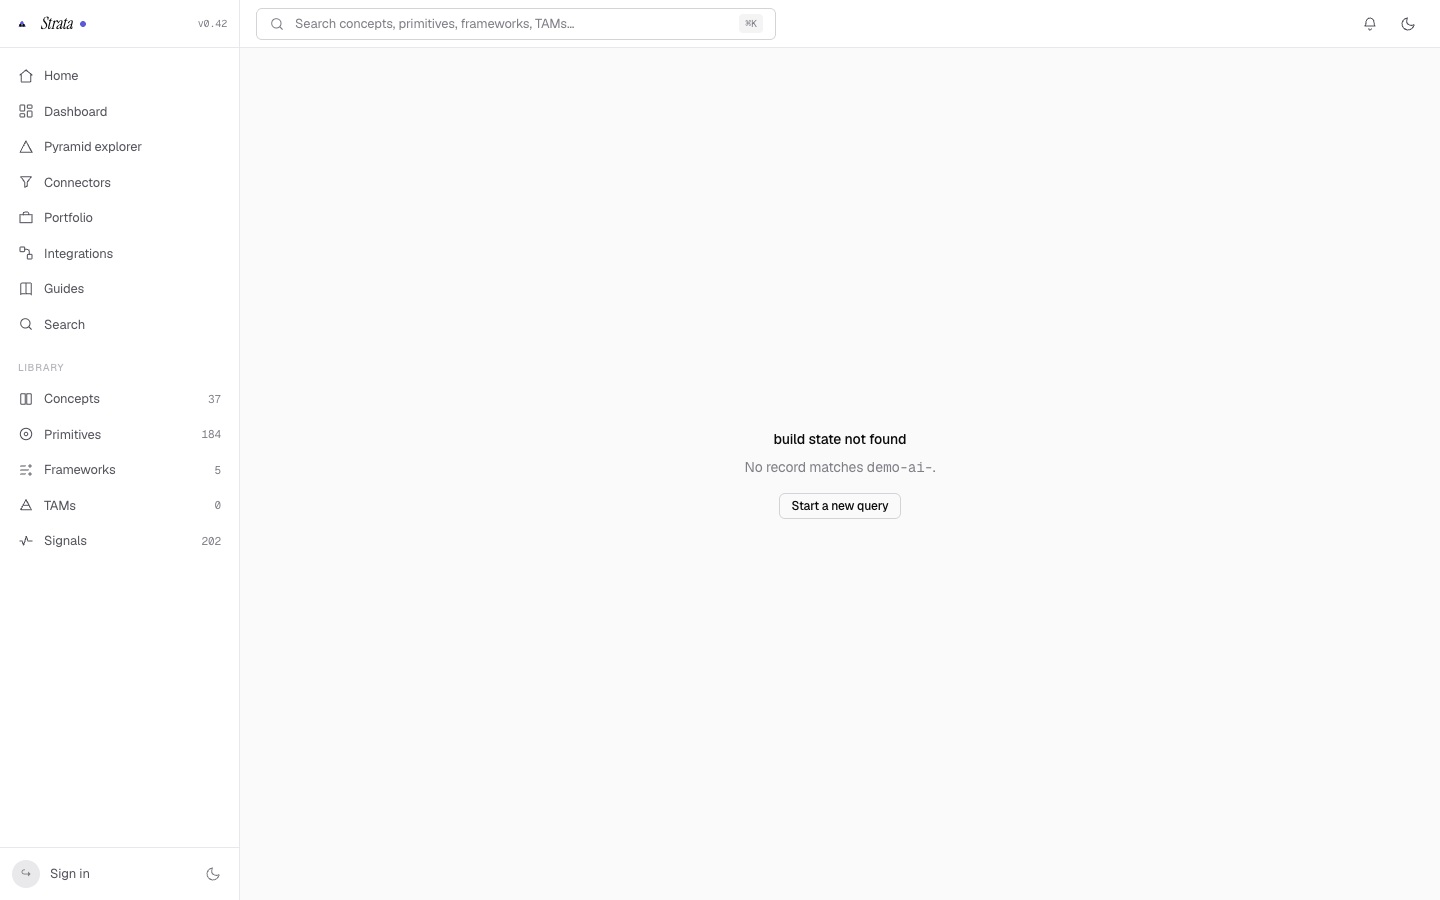 Strata
v0.42
Search concepts, primitives, frameworks, TAMs...
⌘K
Home
Dashboard
Pyramid explorer
Connectors
Portfolio
Integrations
Guides
Search
LIBRARY
Concepts 37
Primitives 184
Frameworks 5
TAMs 0
Signals 202
build state not found
No record matches demo-ai-.
Start a new query
Sign in